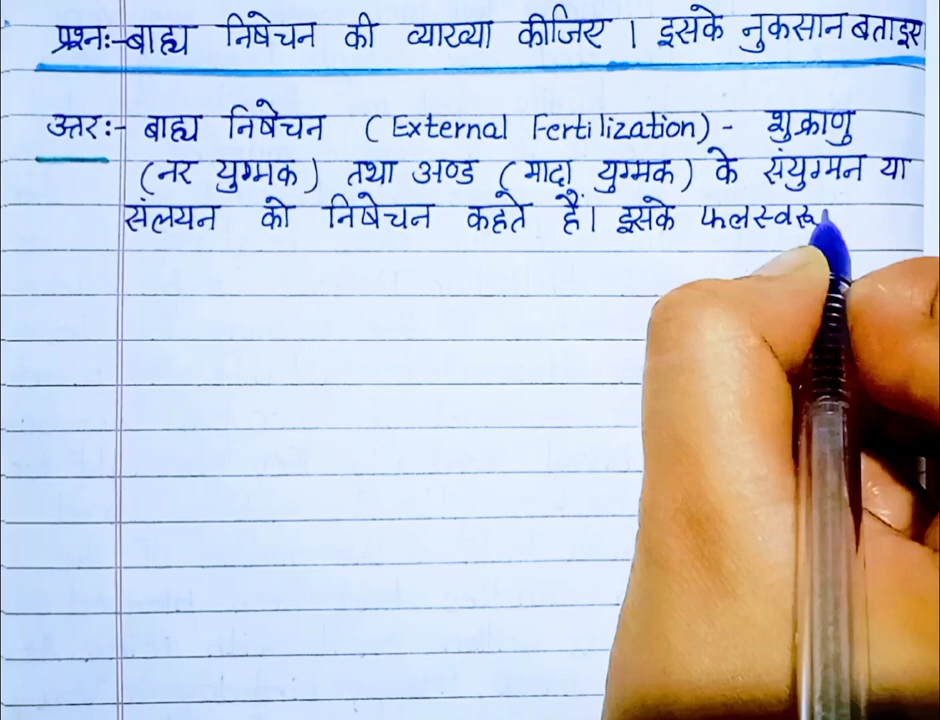 प्रश्न:- बाह्य निषेचन की व्याख्या कीजिए । इसके नुकसान बताइए
उत्तर:- बाह्य निषेचन ( External Fertilization ) - शुक्राणु
( नर युग्मक ) तथा अण्ड ( मादा युग्मक ) के संयुग्मन या
संलयन को निषेचन कहते हैं। इसके फलस्वरू